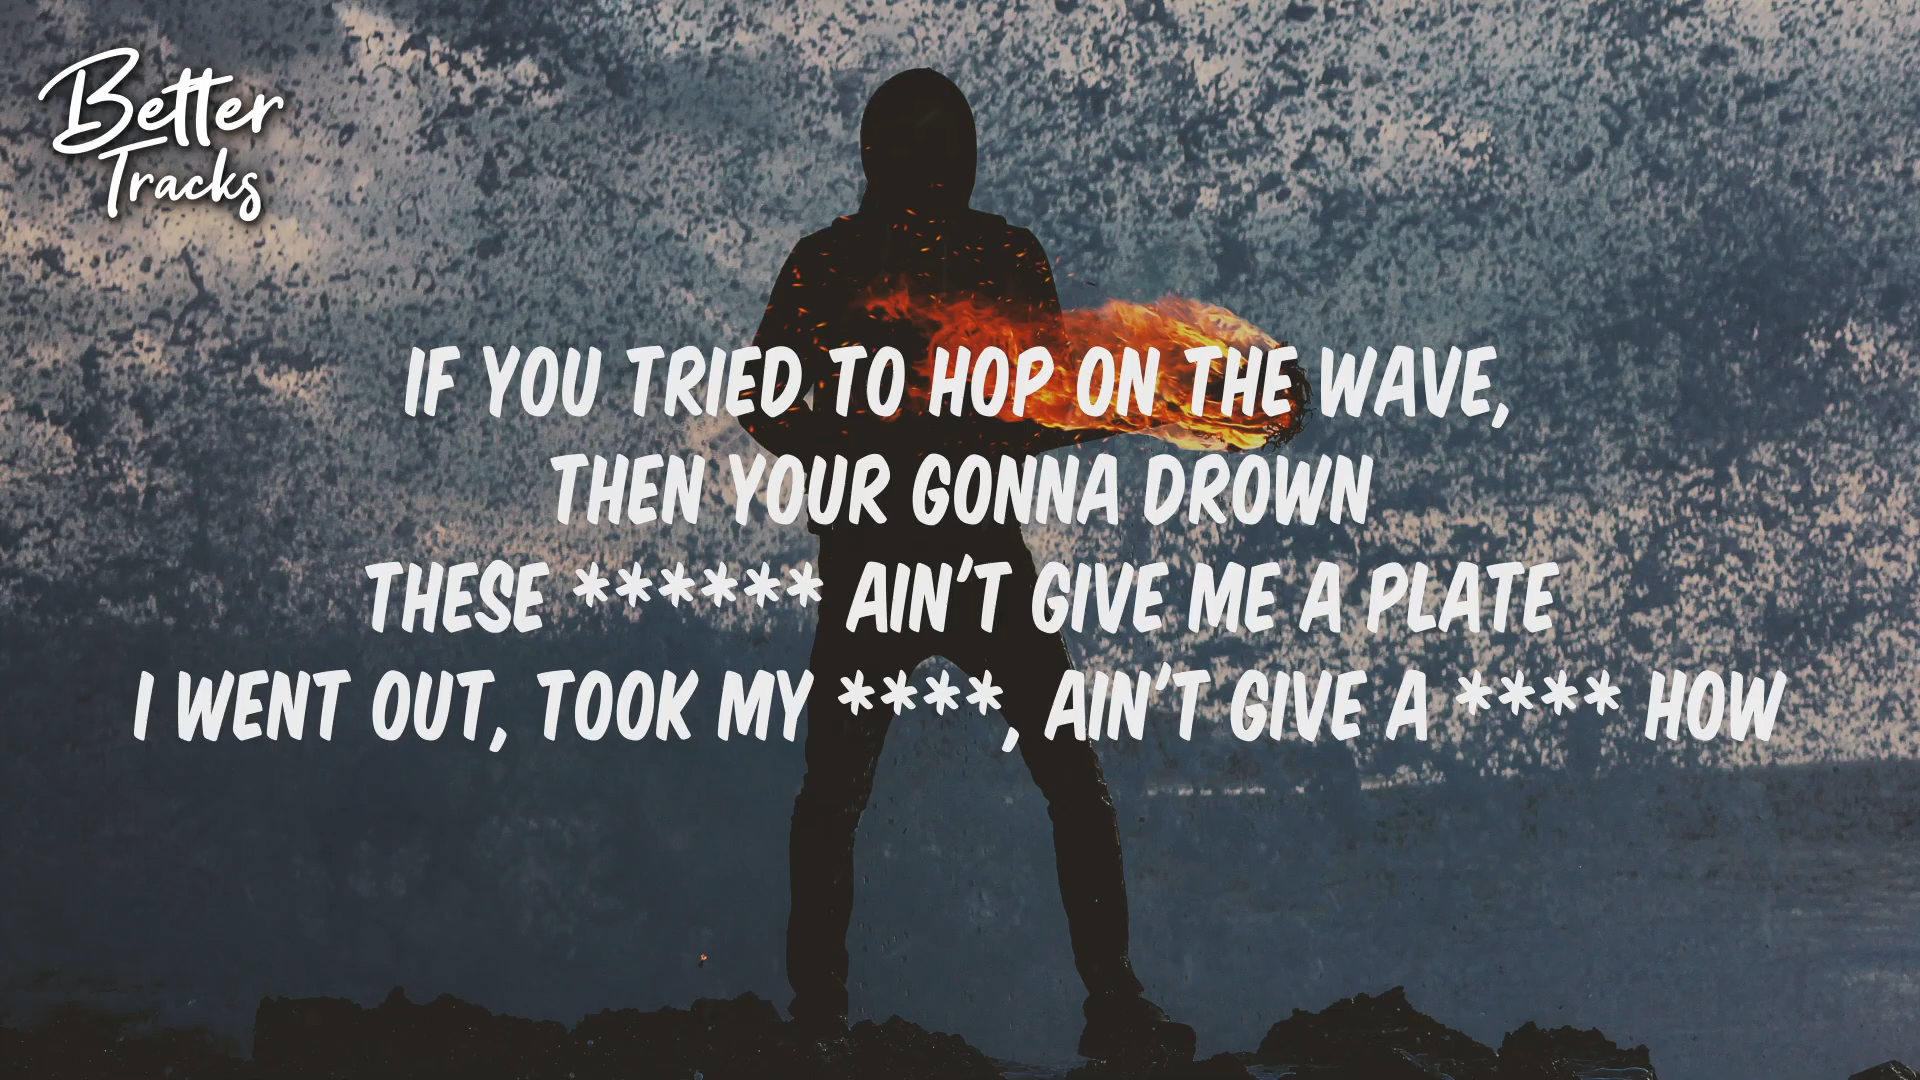 Better
Tracks
IF YOU TRIED TO HOP ON THE WAVE,
THEN YOUR GONNA DROWN
THESE ****** AIN'T GIVE ME A PLATE
I WENT OUT, TOOK MY ****, AIN'T GIVE A **** HOW